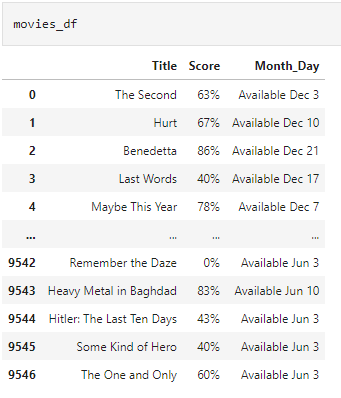 movies_df
Title Score Month_Day
0 The Second 63% Available Dec 3
1 Hurt 67% Available Dec 10
2 Benedetta 86% Available Dec 21
3 Last Words 40% Available Dec 17
4 Maybe This Year 78% Available Dec 7
... ... ... ...
9542 Remember the Daze 0% Available Jun 3
9543 Heavy Metal in Baghdad 83% Available Jun 10
9544 Hitler: The Last Ten Days 43% Available Jun 3
9545 Some Kind of Hero 40% Available Jun 3
9546 The One and Only 60% Available Jun 3